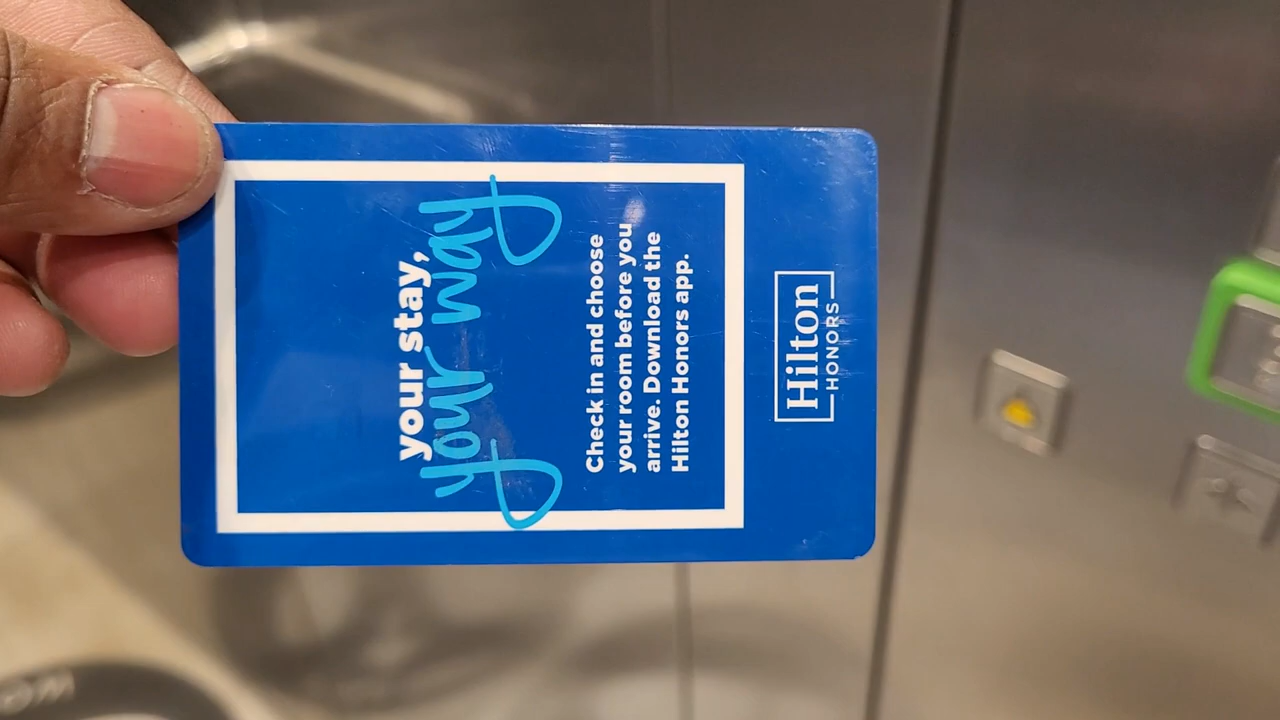 your stay,
your way
Check in and choose
your room before you
arrive. Download the
Hilton Honors app.
Hilton
HONORS